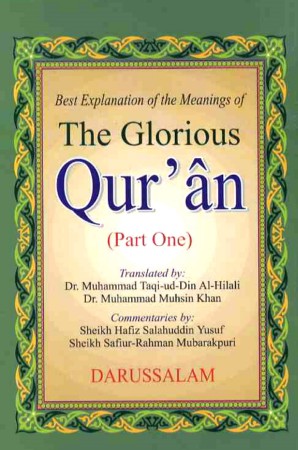 Best Explanation of the Meanings of
The Glorious
Qur'ân
(Part One)
Translated by:
Dr. Muhammad Taqi-ud-Din Al-Hilali
Dr. Muhammad Muhsin Khan
Commentaries by:
Sheikh Hafiz Salahuddin Yusuf
Sheikh Safiur-Rahman Mubarakpuri
DARUSSALAM